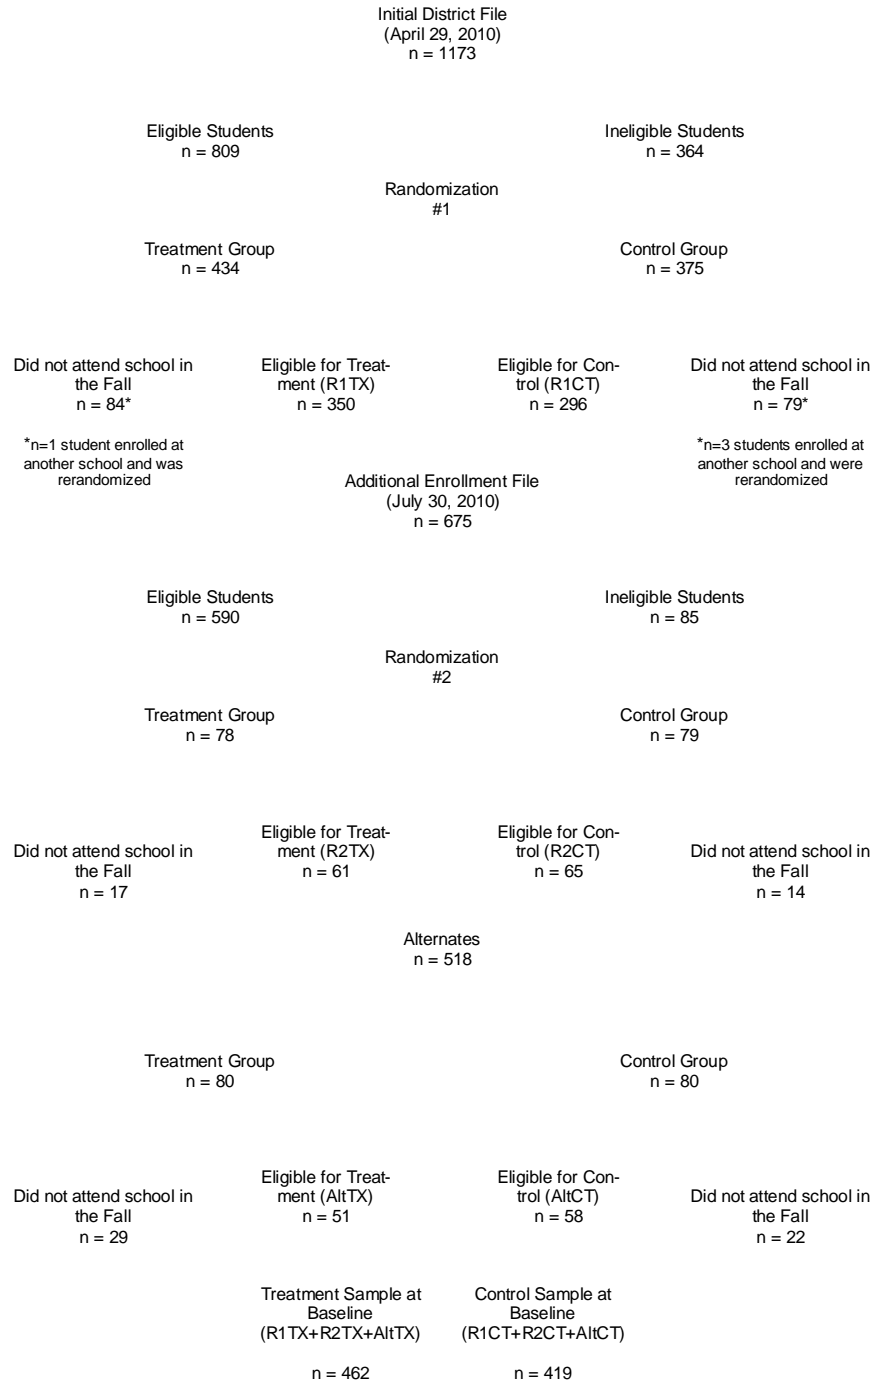 Initial District File
(April 29, 2010)
n = 1173
Eligible Students
n = 809
Ineligible Students
n = 364
Randomization
#1
Treatment Group
n = 434
Control Group
n = 375
Did not attend school in
the Fall
n = 84*
Eligible for Treat-
ment (R1TX)
n = 350
Eligible for Con-
trol (R1CT)
n = 296
Did not attend school in
the Fall
n = 79*
*n=1 student enrolled at
another school and was
rerandomized
*n=3 students enrolled at
another school and were
rerandomized
Additional Enrollment File
(July 30, 2010)
n = 675
Eligible Students
n = 590
Ineligible Students
n = 85
Randomization
#2
Treatment Group
n = 78
Control Group
n = 79
Did not attend school in
the Fall
n = 17
Eligible for Treat-
ment (R2TX)
n = 61
Eligible for Con-
trol (R2CT)
n = 65
Did not attend school in
the Fall
n = 14
Alternates
n = 518
Treatment Group
n = 80
Control Group
n = 80
Did not attend school in
the Fall
n = 29
Eligible for Treat-
ment (AltTX)
n = 51
Eligible for Con-
trol (AltCT)
n = 58
Did not attend school in
the Fall
n = 22
Treatment Sample at
Baseline
(R1TX+R2TX+AltTX)
n = 462
Control Sample at
Baseline
(R1CT+R2CT+AltCT)
n = 419